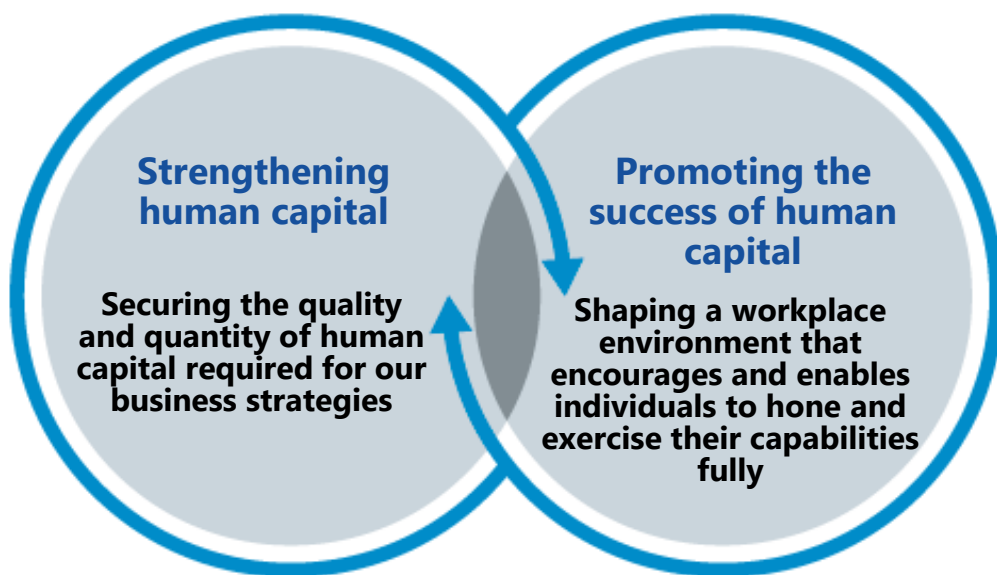 Strengthening
human capital
Securing the quality
and quantity of human
capital required for our
business strategies
Promoting the
success of human
capital
Shaping a workplace
environment that
encourages and enables
individuals to hone and
exercise their capabilities
fully